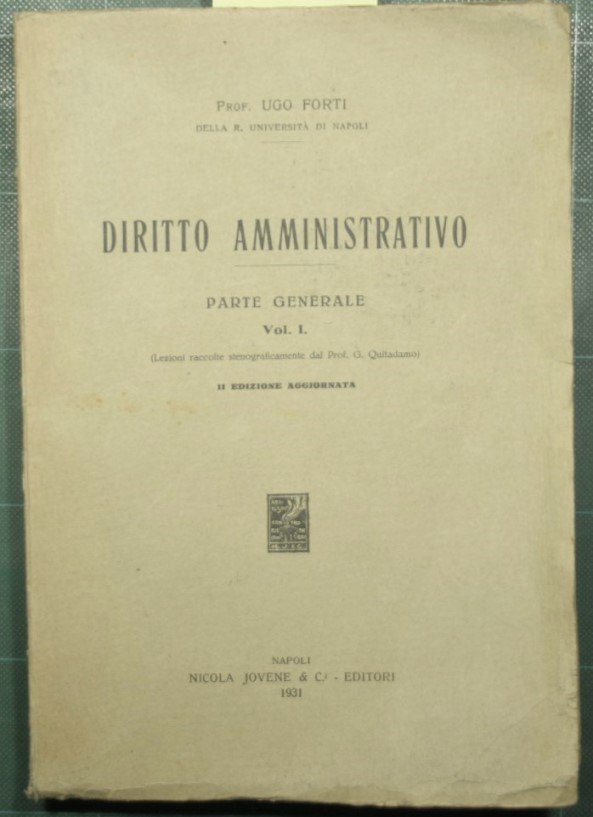 PROF. UGO FORTI
DELLA R. UNIVERSITÀ DI NAPOLI
DIRITTO AMMINISTRATIVO
PARTE GENERALE
Vol. I.
(Lezioni raccolte stenograficamente dal Prof. G. Quitadamo)
II EDIZIONE AGGIORNATA
NAPOLI
NICOLA JOVENE & C.i - EDITORI
1931